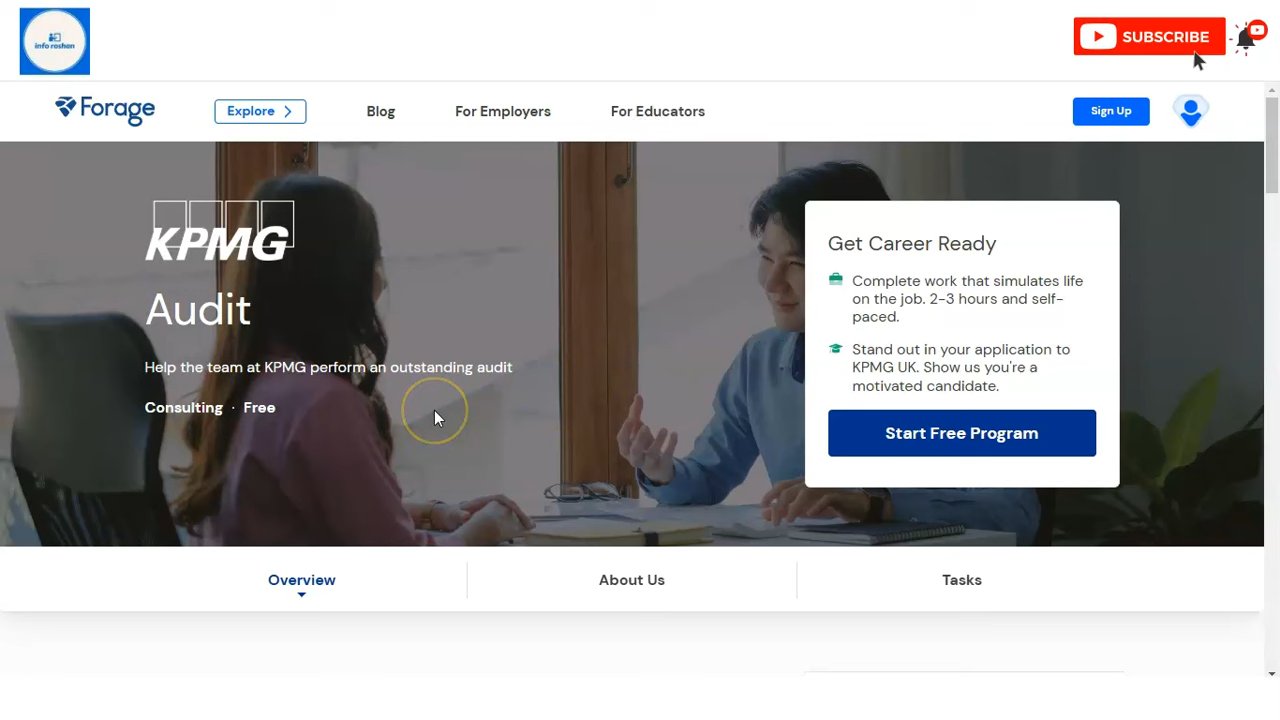 info roshan
SUBSCRIBE
Forage
Explore
Blog
For Employers
For Educators
Sign Up
KPMG
Audit
Help the team at KPMG perform an outstanding audit
Consulting · Free
Get Career Ready
Complete work that simulates life
on the job. 2-3 hours and self-
paced.
Stand out in your application to
KPMG UK. Show us you're a
motivated candidate.
Start Free Program
Overview
About Us
Tasks